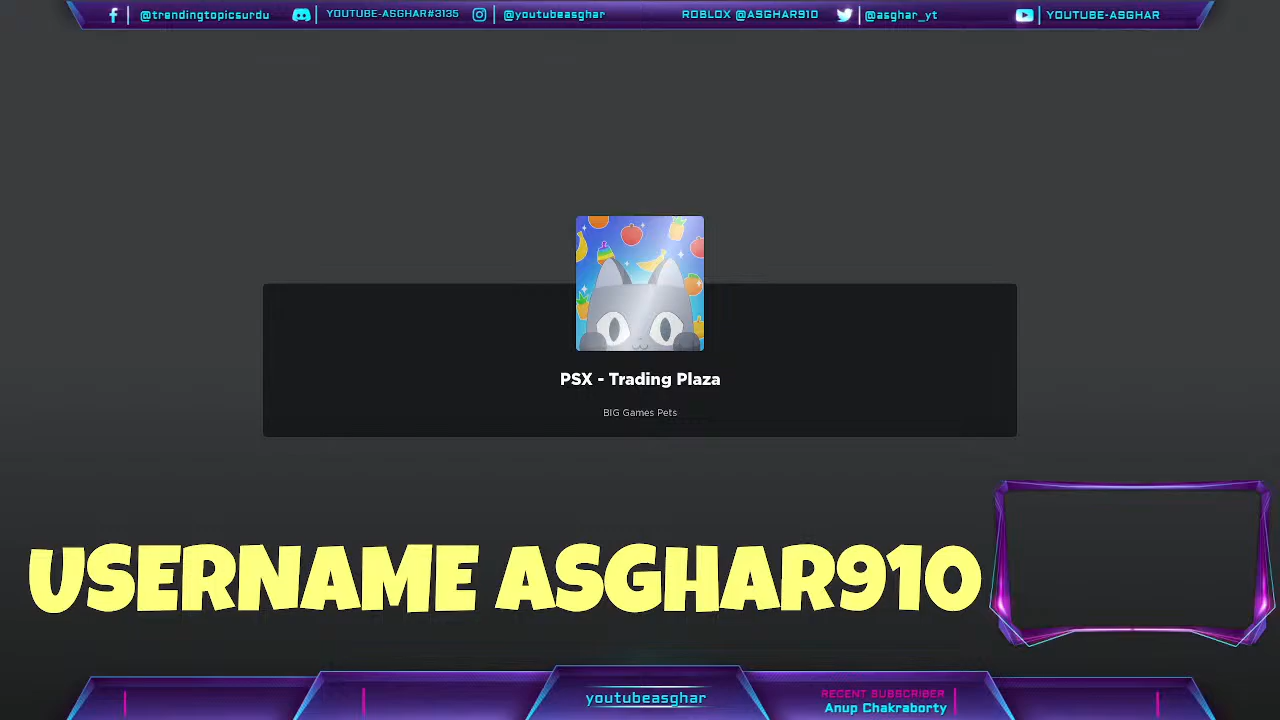 @trendingtopicsurdu YOUTUBE-ASGHAR#3135 @youtubeasghar ROBLOX @ASGHAR910 @asghar_yt YOUTUBE-ASGHAR
PSX - Trading Plaza
BIG Games Pets
USERNAME ASGHAR910
youtubeasghar
RECENT SUBSCRIBER
Anup Chakraborty